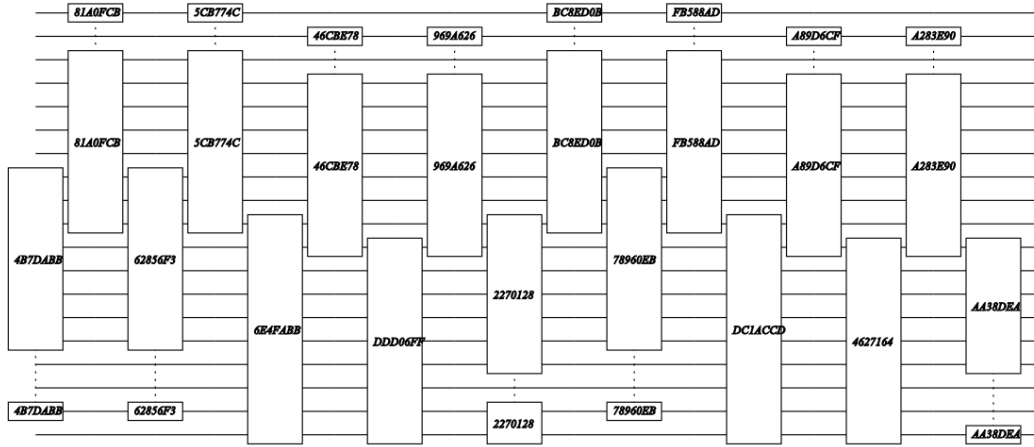 81A0FCB 5CB774C BC8ED0B FB588AD
46CBE78 969A626 A89D6CF A283E90
81A0FCB 5CB774C BC8ED0B FB588AD
46CBE78 969A626 A89D6CF A283E90
4B7DABB 62856F3 78960EB
2270128 AA38DEA
6E4FABB DC1ACCD
DDD06FF 4627164
4B7DABB 62856F3 78960EB
2270128
AA38DEA